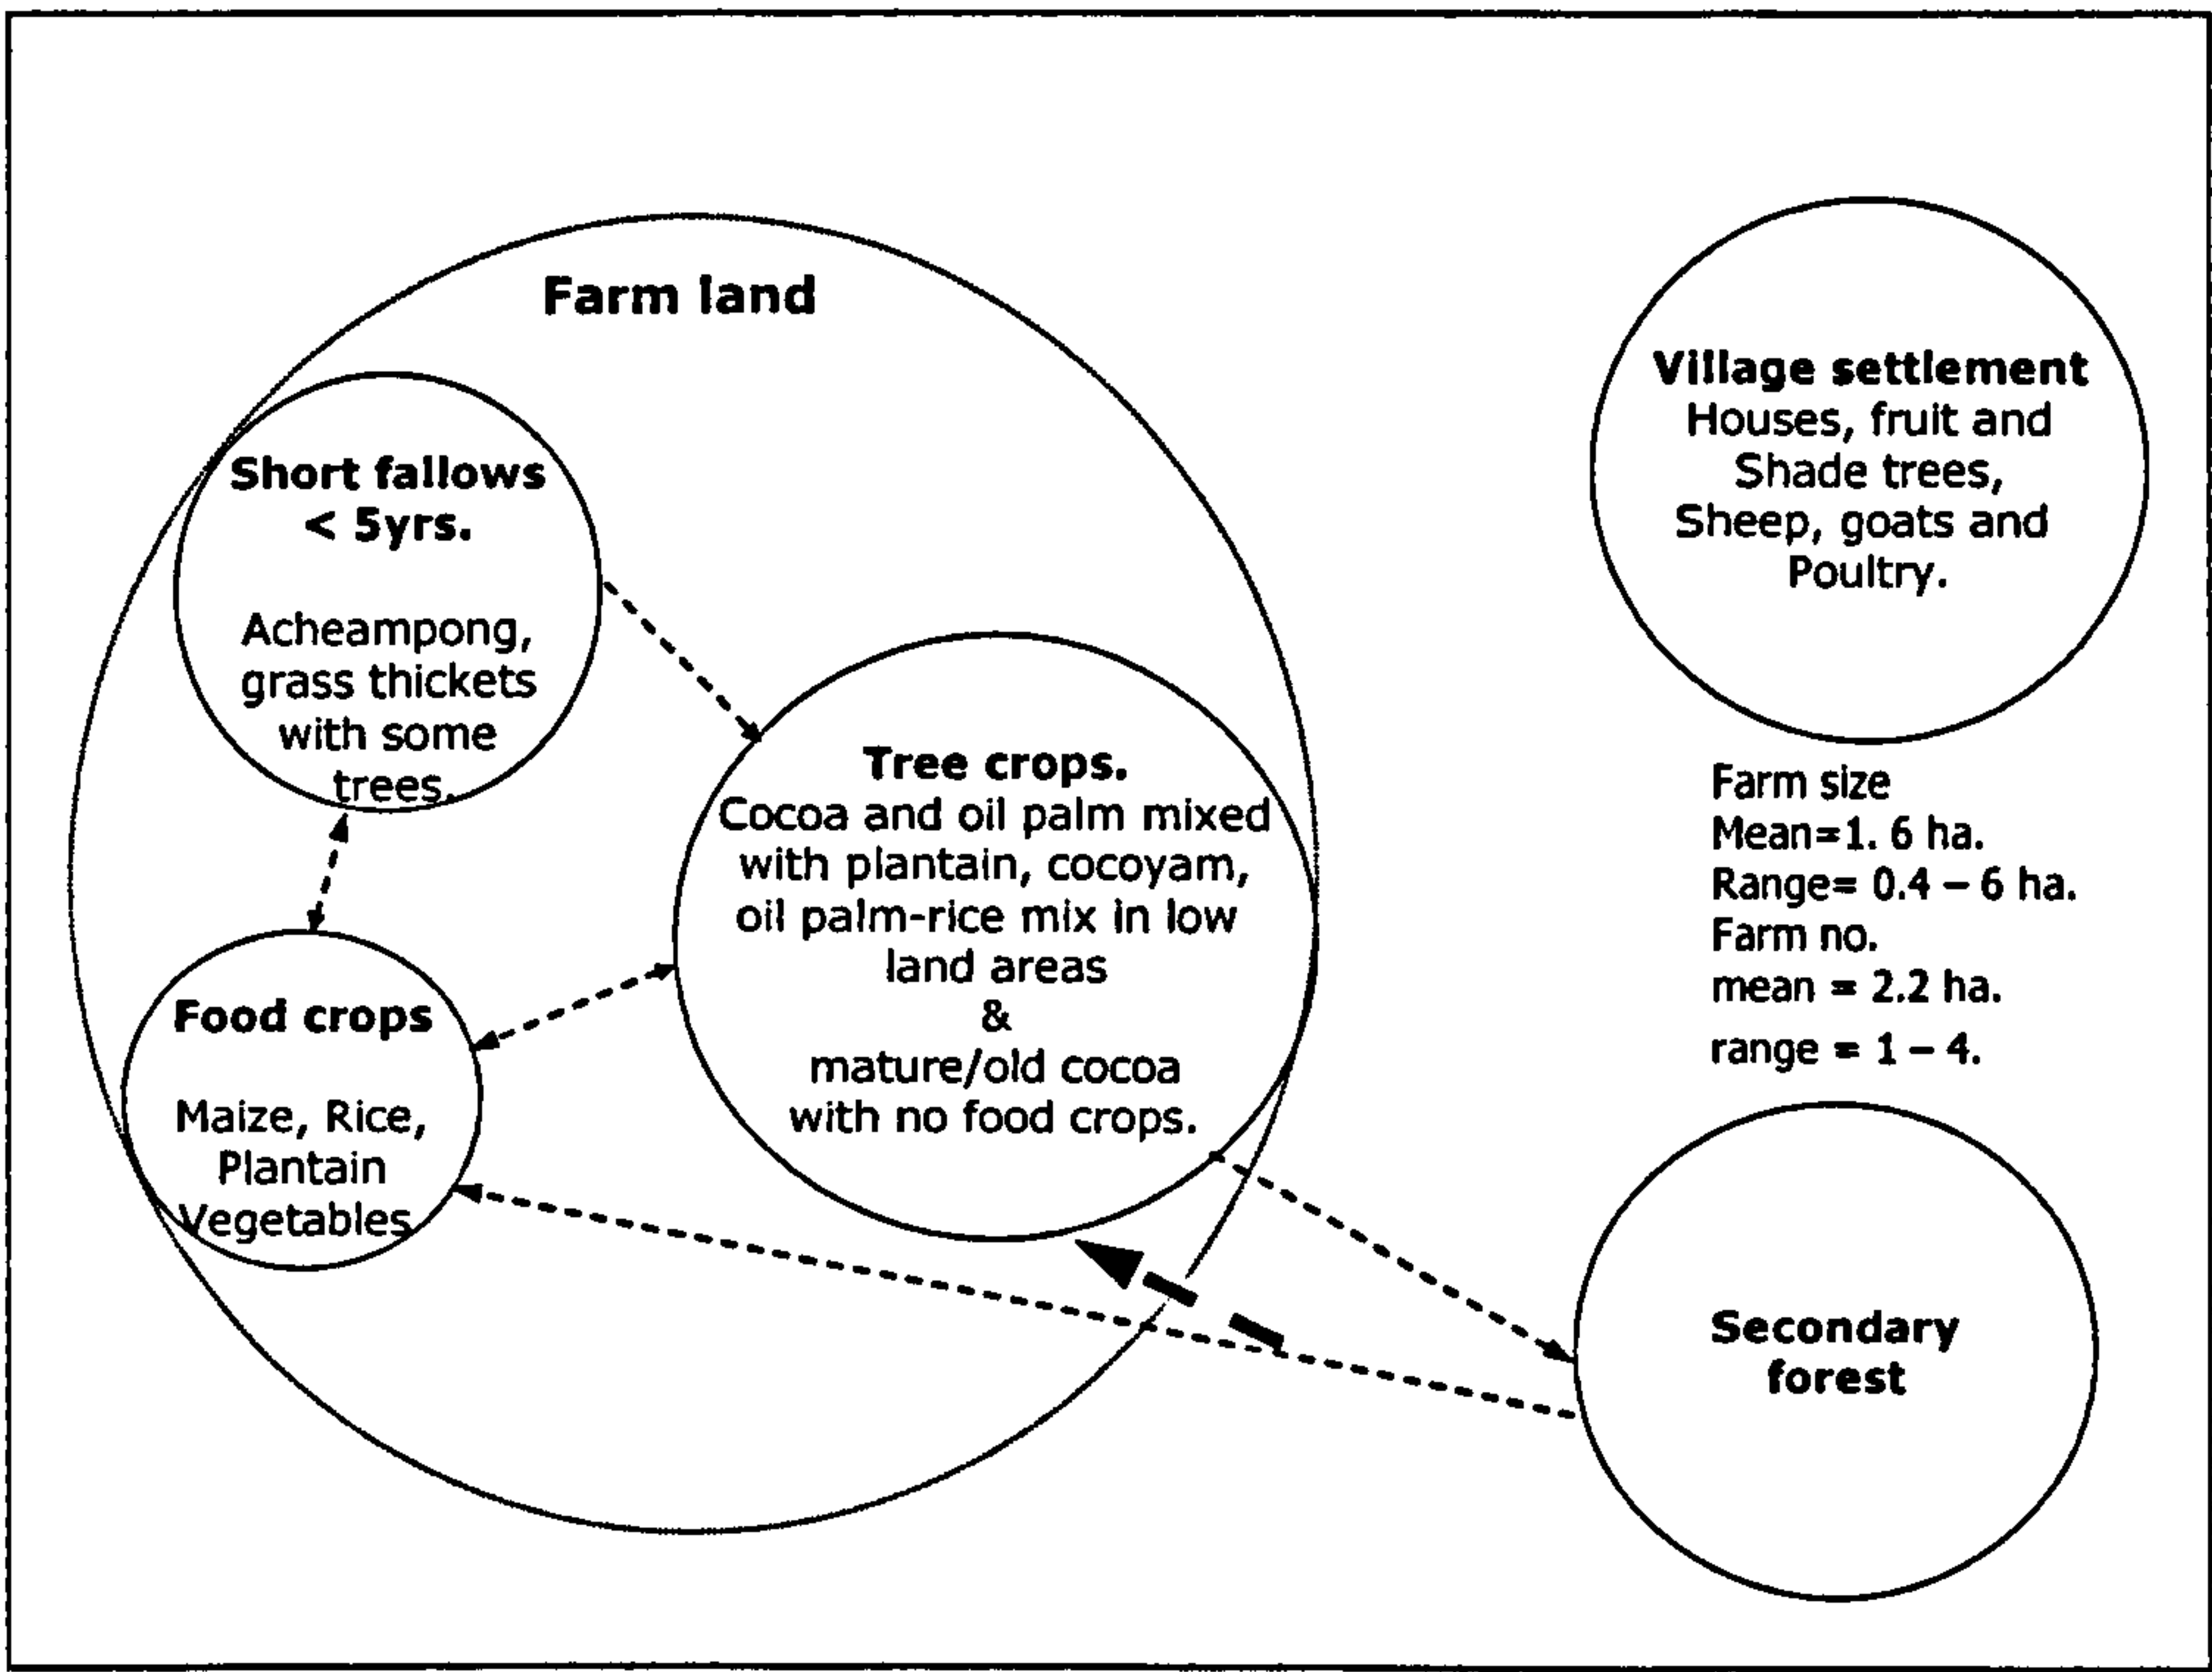 Farm land
Short fallows
< 5yrs.
Acheampong,
grass thickets
with some
trees.
Food crops
Maize, Rice,
Plantain
Vegetables
Tree crops.
Cocoa and oil palm mixed
with plantain, cocoyam,
oil palm-rice mix in low
land areas
&
mature/old cocoa
with no food crops.
Village settlement
Houses, fruit and
Shade trees,
Sheep, goats and
Poultry.
Farm size
Mean=1. 6 ha.
Range= 0.4 – 6 ha.
Farm no.
mean = 2.2 ha.
range = 1 – 4.
Secondary
forest